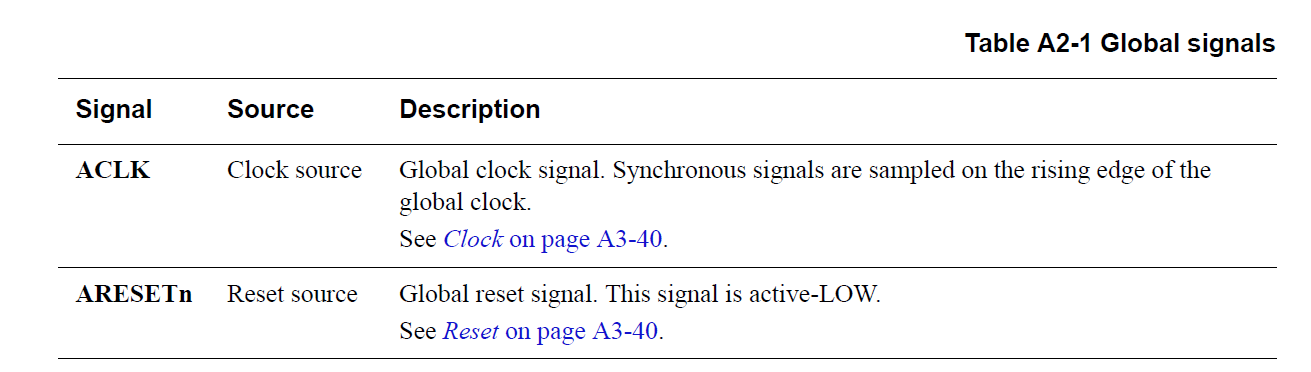 Table A2-1 Global signals
Signal Source Description
ACLK Clock source Global clock signal. Synchronous signals are sampled on the rising edge of the
global clock.
See Clock on page A3-40.
ARESETn Reset source Global reset signal. This signal is active-LOW.
See Reset on page A3-40.